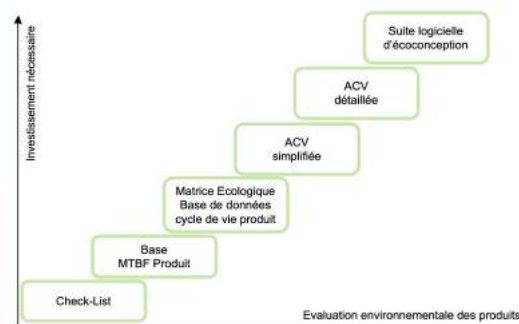 Investissement nécessaire
Suite logicielle
d'écoconception
ACV
détaillée
ACV
simplifiée
Matrice Ecologique
Base de données
cycle de vie produit
Base
MTBF Produit
Check-List
Evaluation environnementale des produits